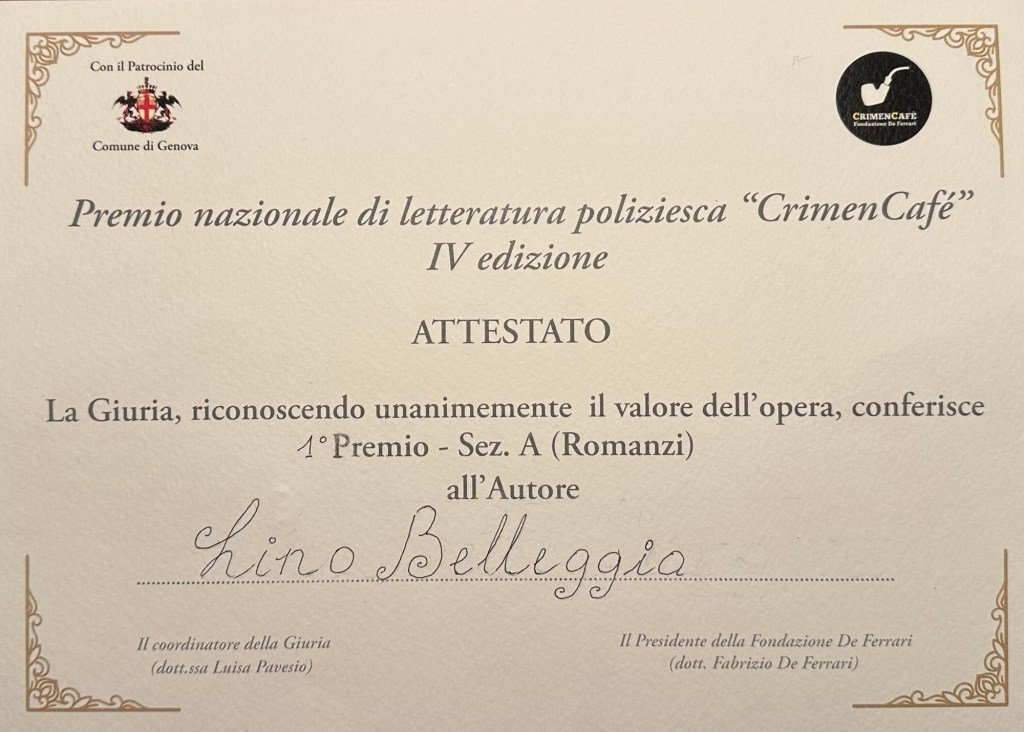 Con il Patrocinio del
Comune di Genova
CRIMENCAFÈ
Fondazione De Ferrari
Premio nazionale di letteratura poliziesca “CrimenCafé”
IV edizione
ATTESTATO
La Giuria, riconoscendo unanimemente il valore dell’opera, conferisce
1° Premio - Sez. A (Romanzi)
all’Autore
Lino Belleggia
Il coordinatore della Giuria
(dott.ssa Luisa Pavesio)
Il Presidente della Fondazione De Ferrari
(dott. Fabrizio De Ferrari)